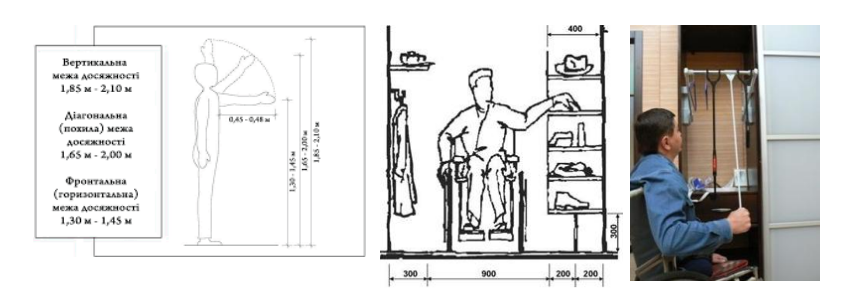 Вертикальна
межа досяжності
1,85 м - 2,10 м
Діагональна
(похила) межа
досяжності
1,65 м - 2,00 м
Фронтальна
(горизонтальна)
межа досяжності
1,30 м - 1,45 м
0,45 - 0,48 м
1,30 - 1,45 м
1,65 - 2,00 м
1,85 - 2,10 м
400
300
300
900
200
200